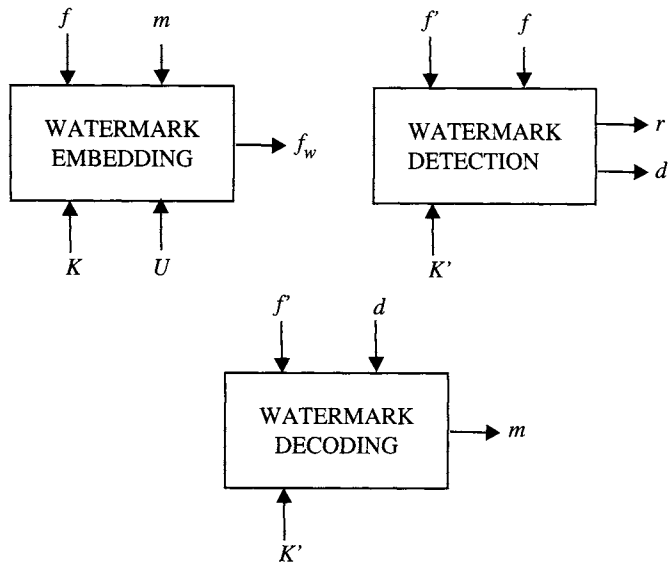 f m
WATERMARK
EMBEDDING
f_w
K U
f' f
WATERMARK
DETECTION
r
d
K'
f' d
WATERMARK
DECODING
m
K'